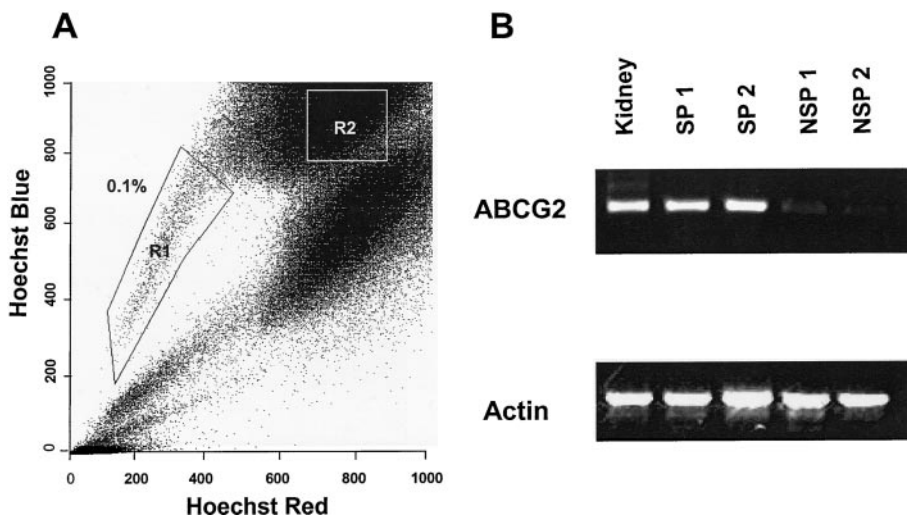 A
1000
800
600
400
200
0
Hoechst Blue
0.1%
R1
R2
0
200
400
600
800
1000
Hoechst Red
B
Kidney
SP 1
SP 2
NSP 1
NSP 2
ABCG2
Actin